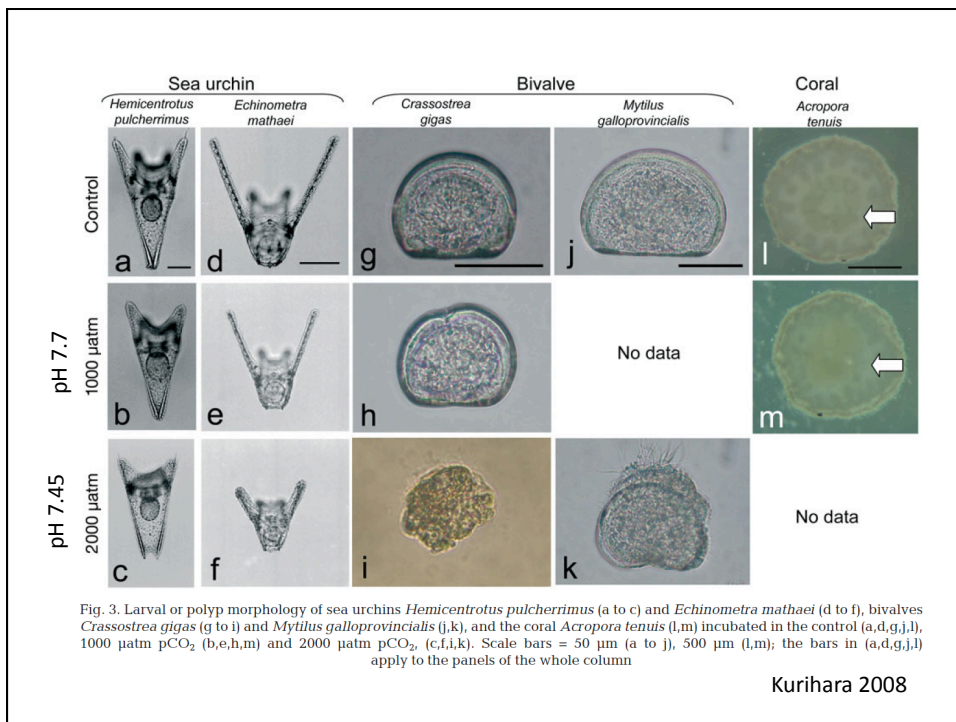 Sea urchin
Bivalve
Coral
Hemicentrotus
pulcherrimus
Echinometra
mathaei
Crassostrea
gigas
Mytilus
galloprovincialis
Acropora
tenuis
Control
a
d
g
j
l
pH 7.7
1000 µatm
b
e
h
No data
m
pH 7.45
2000 µatm
c
f
i
k
No data
Fig. 3. Larval or polyp morphology of sea urchins Hemicentrotus pulcherrimus (a to c) and Echinometra mathaei (d to f), bivalves
Crassostrea gigas (g to i) and Mytilus galloprovincialis (j,k), and the coral Acropora tenuis (l,m) incubated in the control (a,d,g,j,l),
1000 µatm pCO₂ (b,e,h,m) and 2000 µatm pCO₂, (c,f,i,k). Scale bars = 50 µm (a to j), 500 µm (l,m); the bars in (a,d,g,j,l)
apply to the panels of the whole column
Kurihara 2008